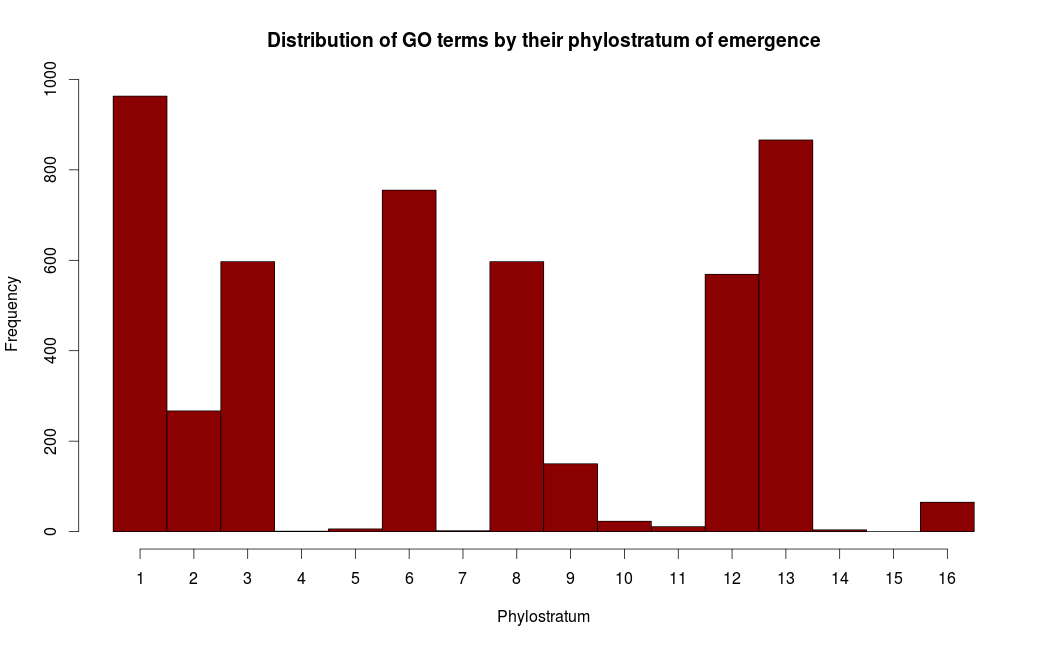 Distribution of GO terms by their phylostratum of emergence
1000
800
600
400
200
0
Frequency
1 2 3 4 5 6 7 8 9 10 11 12 13 14 15 16
Phylostratum